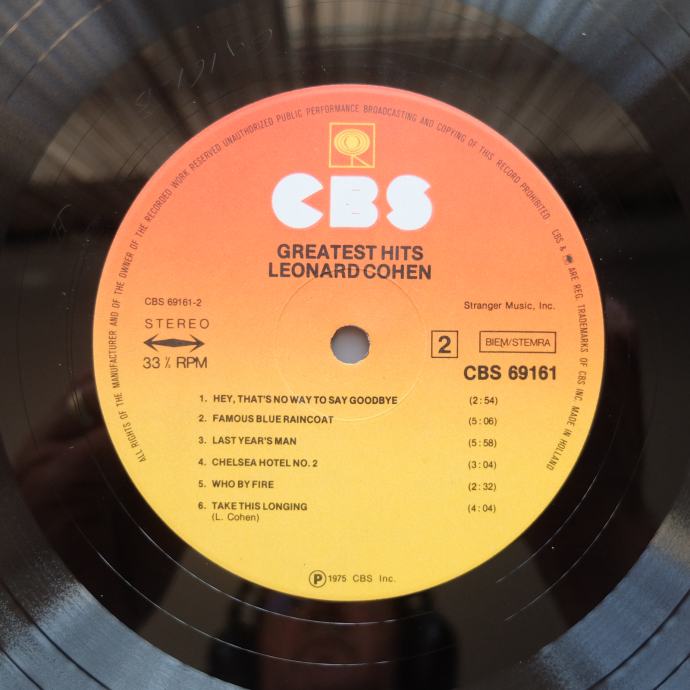 ALL RIGHTS OF THE MANUFACTURER AND OF THE OWNER OF THE RECORDED WORK RESERVED UNAUTHORIZED PUBLIC PERFORMANCE BROADCASTING AND COPYING OF THIS RECORD PROHIBITED
CBS & ARE REG. TRADEMARKS OF CBS INC. MADE IN HOLLAND
CBS
GREATEST HITS
LEONARD COHEN
CBS 69161-2
Stranger Music, Inc.
STEREO
33 ⅓ RPM
2
BIEM/STEMRA
CBS 69161
1. HEY, THAT'S NO WAY TO SAY GOODBYE (2:54)
2. FAMOUS BLUE RAINCOAT (5:06)
3. LAST YEAR'S MAN (5:58)
4. CHELSEA HOTEL NO. 2 (3:04)
5. WHO BY FIRE (2:32)
6. TAKE THIS LONGING (4:04)
(L. Cohen)
℗ 1975 CBS Inc.